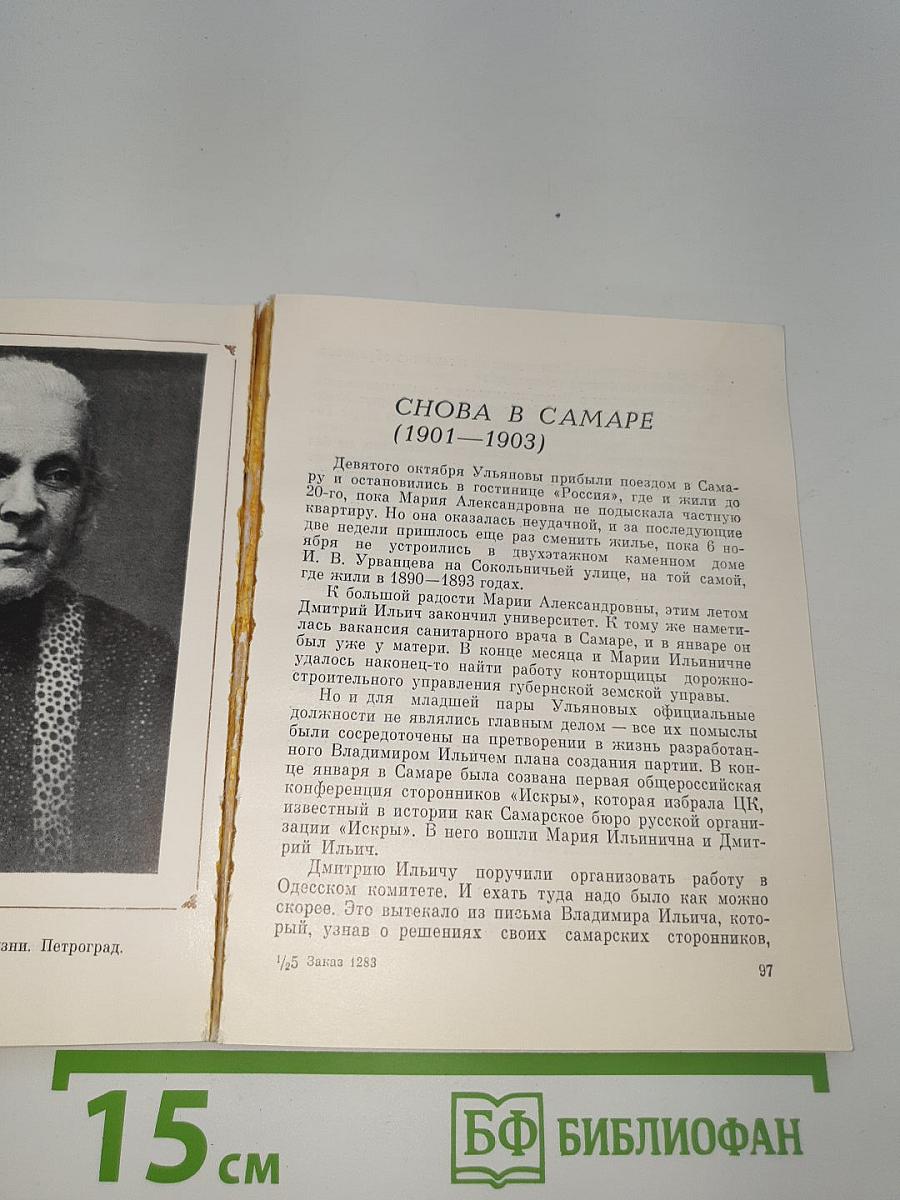 зни. Петроград.
СНОВА В САМАРЕ
(1901—1903)
Девятого октября Ульяновы прибыли поездом в Сама-
ру и остановились в гостинице «Россия», где и жили до
20-го, пока Мария Александровна не подыскала частную
квартиру. Но она оказалась неудачной, и за последующие
две недели пришлось еще раз сменить жилье, пока 6 но-
ября не устроились в двухэтажном каменном доме
И. В. Урванцева на Сокольничьей улице, на той самой,
где жили в 1890—1893 годах.
К большой радости Марии Александровны, этим летом
Дмитрий Ильич закончил университет. К тому же намети-
лась вакансия санитарного врача в Самаре, и в январе он
был уже у матери. В конце месяца и Марии Ильиничне
удалось наконец-то найти работу конторщицы дорожно-
строительного управления губернской земской управы.
Но и для младшей пары Ульяновых официальные
должности не являлись главным делом — все их помыслы
были сосредоточены на претворении в жизнь разработан-
ного Владимиром Ильичем плана создания партии. В кон-
це января в Самаре была созвана первая общероссийская
конференция сторонников «Искры», которая избрала ЦК,
известный в истории как Самарское бюро русской органи-
зации «Искры». В него вошли Мария Ильинична и Дмит-
рий Ильич.
Дмитрию Ильичу поручили организовать работу в
Одесском комитете. И ехать туда надо было как можно
скорее. Это вытекало из письма Владимира Ильича, кото-
рый, узнав о решениях своих самарских сторонников,
1/25 Заказ 1283
97
15 см
БФ БИБЛИОФАН